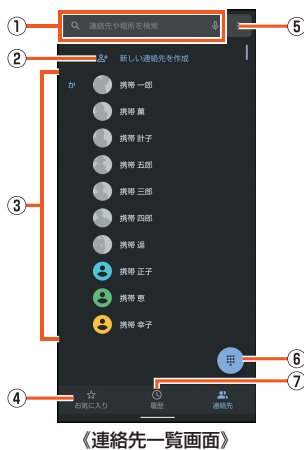 ①
連絡先や場所を検索
⑤
②
新しい連絡先を作成
か
携帯 一郎
携帯 薫
携帯 計子
携帯 五郎
③
携帯 三郎
携帯 四郎
携帯 遥
携帯 正子
携帯 恵
携帯 幸子
⑥
⑦
④
お気に入り
履歴
連絡先
《連絡先一覧画面》